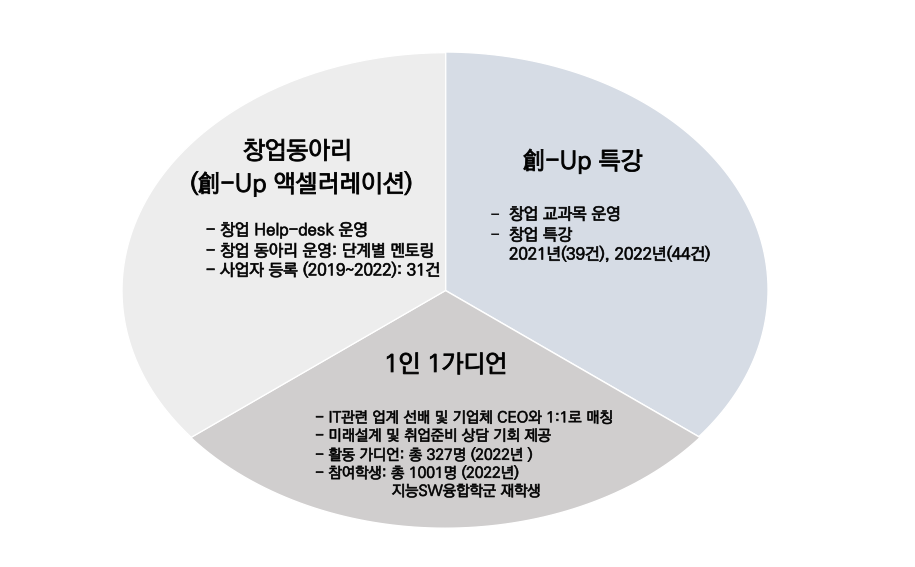 창업동아리
(創-Up 액셀러레이션)
- 창업 Help-desk 운영
- 창업 동아리 운영: 단계별 멘토링
- 사업자 등록 (2019~2022): 31건
創-Up 특강
- 창업 교과목 운영
- 창업 특강
2021년(39건), 2022년(44건)
1인 1가디언
- IT관련 업계 선배 및 기업체 CEO와 1:1로 매칭
- 미래설계 및 취업준비 상담 기회 제공
- 활동 가디언: 총 327명 (2022년 )
- 참여학생: 총 1001명 (2022년)
지능SW융합학군 재학생